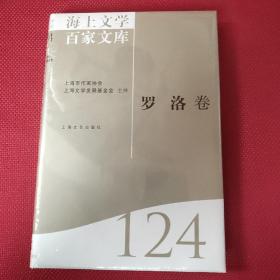 海上文学
百家文库
上海市作家协会
上海文学发展基金会 主编
罗洛卷
上海文艺出版社
124